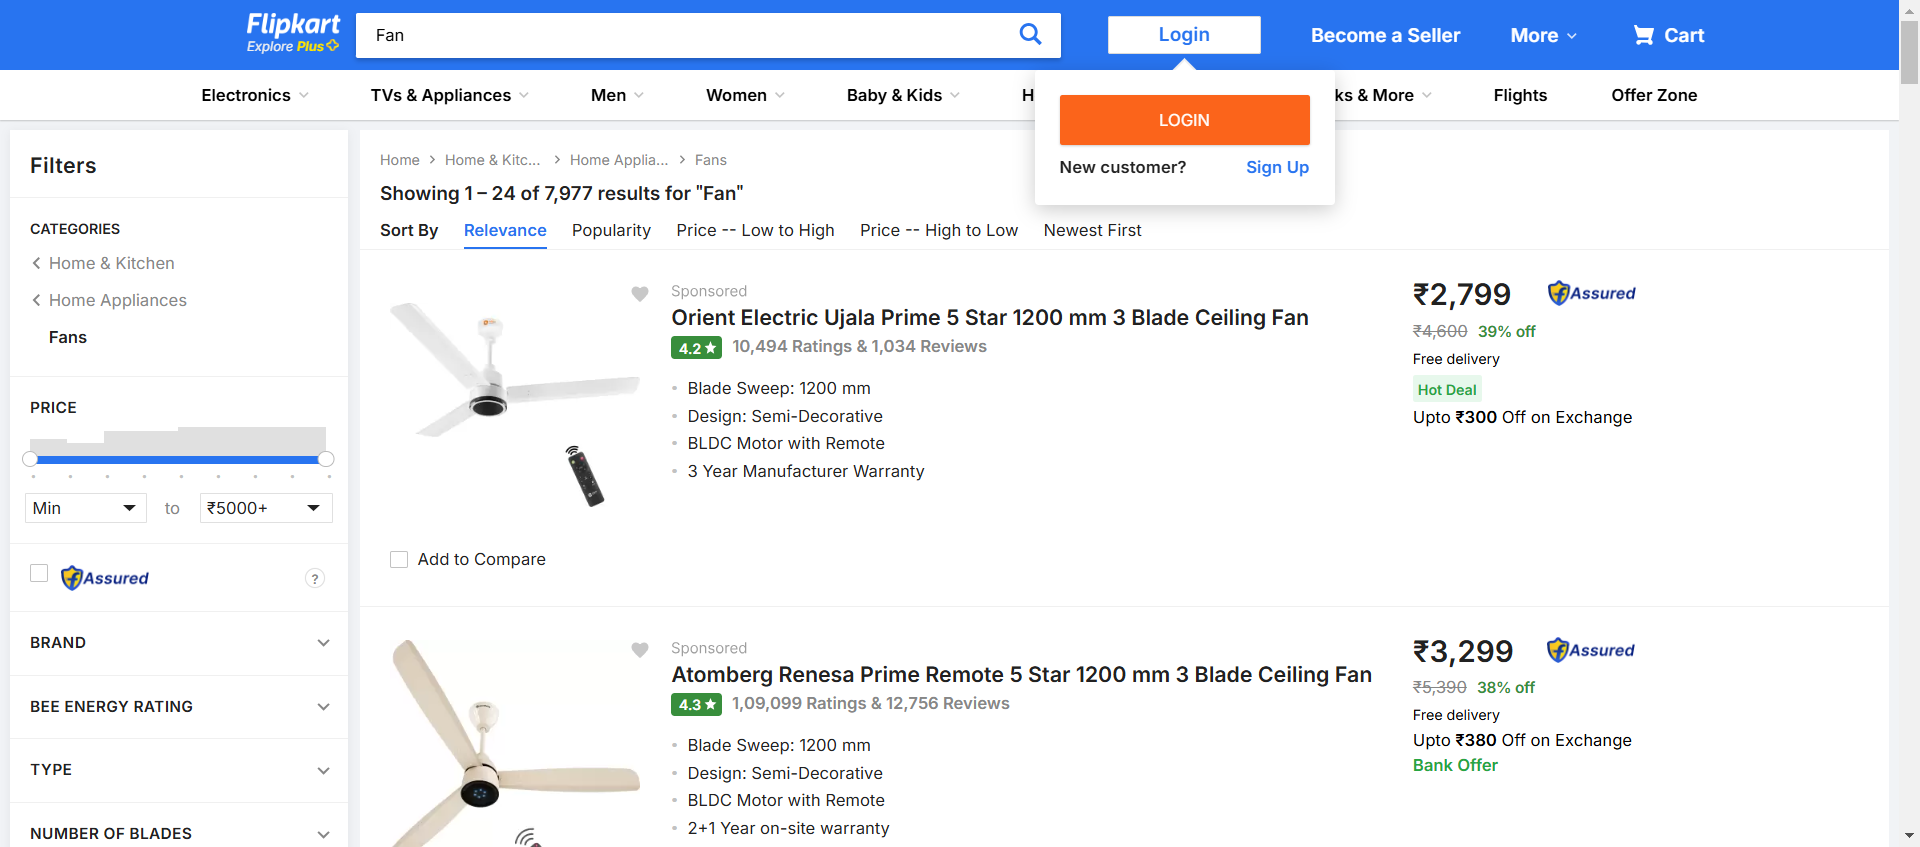 Flipkart
Explore Plus
Fan
Login
Become a Seller
More
Cart
Electronics
TVs & Appliances
Men
Women
Baby & Kids
H
ks & More
Flights
Offer Zone
LOGIN
New customer?
Sign Up
Filters
CATEGORIES
Home & Kitchen
Home Appliances
Fans
PRICE
Min
to
₹5000+
Assured
?
BRAND
BEE ENERGY RATING
TYPE
NUMBER OF BLADES
Home
Home & Kitc...
Home Applia...
Fans
Showing 1 – 24 of 7,977 results for "Fan"
Sort By
Relevance
Popularity
Price -- Low to High
Price -- High to Low
Newest First
Sponsored
Orient Electric Ujala Prime 5 Star 1200 mm 3 Blade Ceiling Fan
4.2★
10,494 Ratings & 1,034 Reviews
Blade Sweep: 1200 mm
Design: Semi-Decorative
BLDC Motor with Remote
3 Year Manufacturer Warranty
₹2,799
Assured
₹4,600
39% off
Free delivery
Hot Deal
Upto ₹300 Off on Exchange
Add to Compare
Sponsored
Atomberg Renesa Prime Remote 5 Star 1200 mm 3 Blade Ceiling Fan
4.3★
1,09,099 Ratings & 12,756 Reviews
Blade Sweep: 1200 mm
Design: Semi-Decorative
BLDC Motor with Remote
2+1 Year on-site warranty
₹3,299
Assured
₹5,390
38% off
Free delivery
Upto ₹380 Off on Exchange
Bank Offer